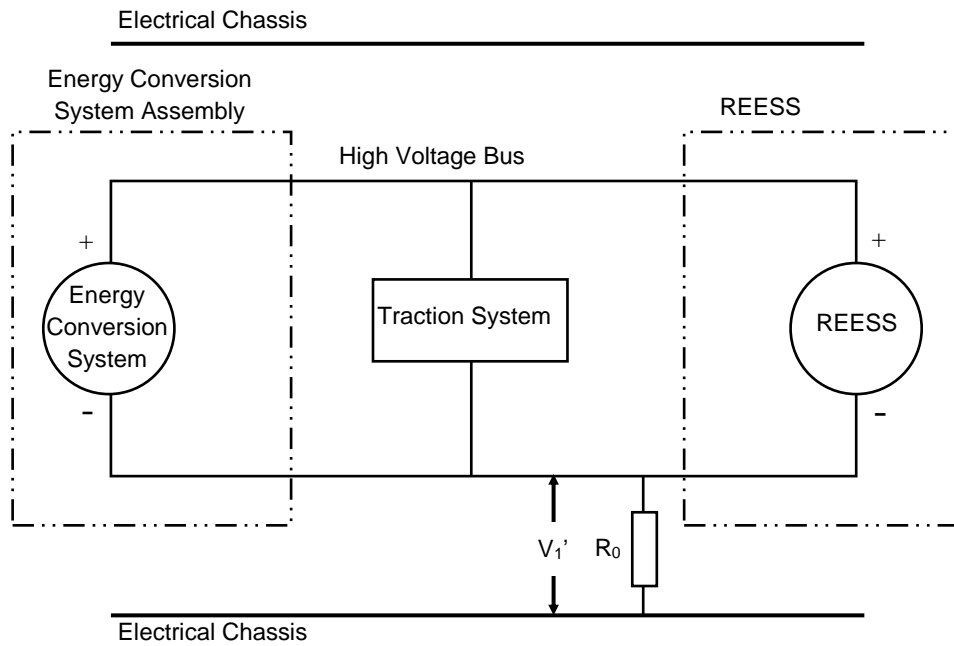 Electrical Chassis
Energy Conversion
System Assembly
REESS
High Voltage Bus
+
+
Energy
Conversion
System
Traction System
REESS
-
-
V₁’
R₀
Electrical Chassis